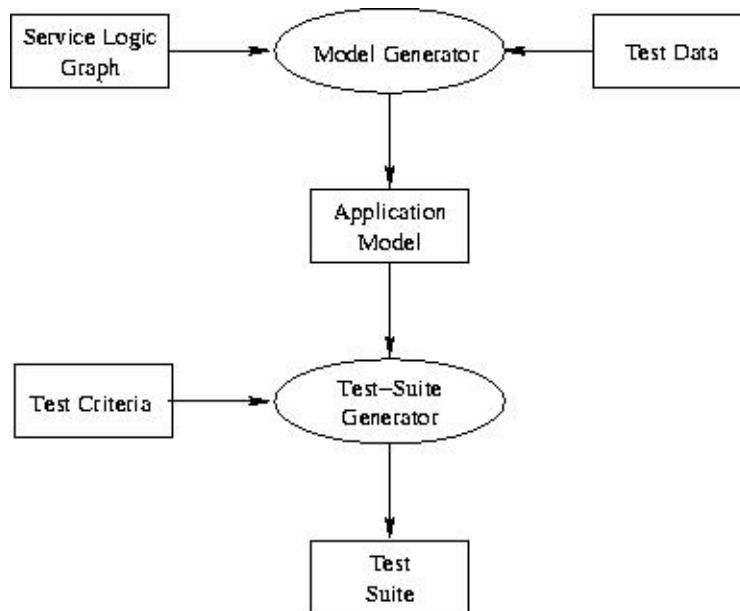 Service Logic
Graph
Model Generator
Test Data
Application
Model
Test Criteria
Test-Suite
Generator
Test
Suite